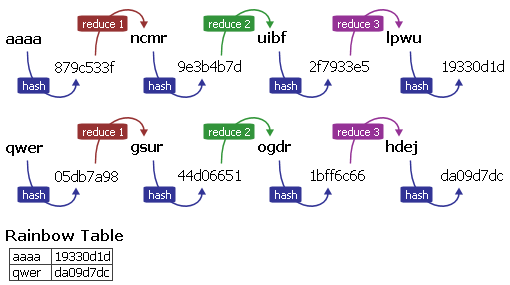 reduce 1 reduce 2 reduce 3
aaaa ncmr uibf lpwu
879c533f 9e3b4b7d 2f7933e5 19330d1d
hash hash hash hash
reduce 1 reduce 2 reduce 3
qwer gsur ogdr hdej
05db7a98 44d06651 1bff6c66 da09d7dc
hash hash hash hash
Rainbow Table
aaaa 19330d1d
qwer da09d7dc